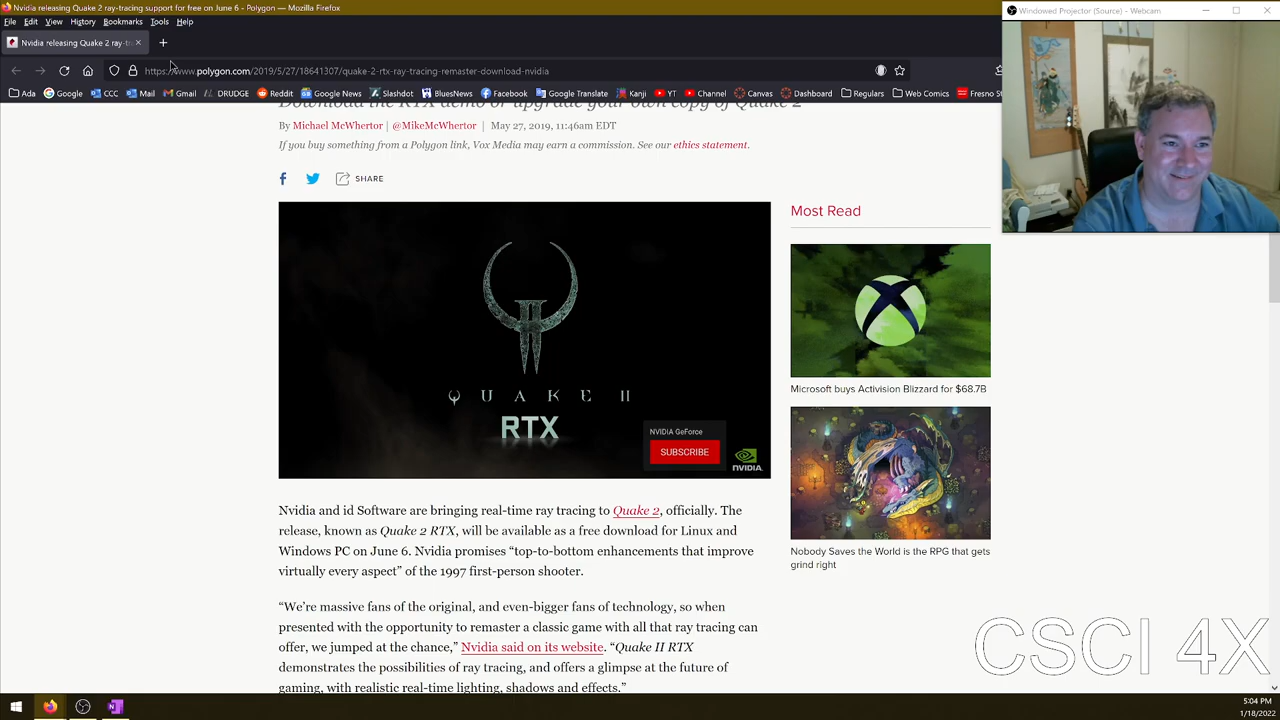 Nvidia releasing Quake 2 ray-tracing support for free on June 6 - Polygon — Mozilla Firefox
File Edit View History Bookmarks Tools Help
Nvidia releasing Quake 2 ray-t
https://www.polygon.com/2019/5/27/18641307/quake-2-rtx-ray-tracing-remaster-download-nvidia
Ada Google CCC Mail Gmail DRUDGE Reddit Google News Slashdot BluesNews Facebook Google Translate Kanji YT Channel Canvas Dashboard Regulars Web Comics Fresno St
Windowed Projector (Source) - Webcam
Download the RTX demo or upgrade your own copy of Quake 2
By Michael McWhertor | @MikeMcWhertor | May 27, 2019, 11:46am EDT
If you buy something from a Polygon link, Vox Media may earn a commission. See our ethics statement.
SHARE
QUAKE II
RTX
NVIDIA GeForce
SUBSCRIBE
NVIDIA.
Nvidia and id Software are bringing real-time ray tracing to Quake 2, officially. The
release, known as Quake 2 RTX, will be available as a free download for Linux and
Windows PC on June 6. Nvidia promises “top-to-bottom enhancements that improve
virtually every aspect” of the 1997 first-person shooter.
“We’re massive fans of the original, and even-bigger fans of technology, so when
presented with the opportunity to remaster a classic game with all that ray tracing can
offer, we jumped at the chance,” Nvidia said on its website. “Quake II RTX
demonstrates the possibilities of ray tracing, and offers a glimpse at the future of
gaming, with realistic real-time lighting, shadows and effects.”
Most Read
Microsoft buys Activision Blizzard for $68.7B
Nobody Saves the World is the RPG that gets
grind right
CSCI 4X
5:04 PM
1/18/2022